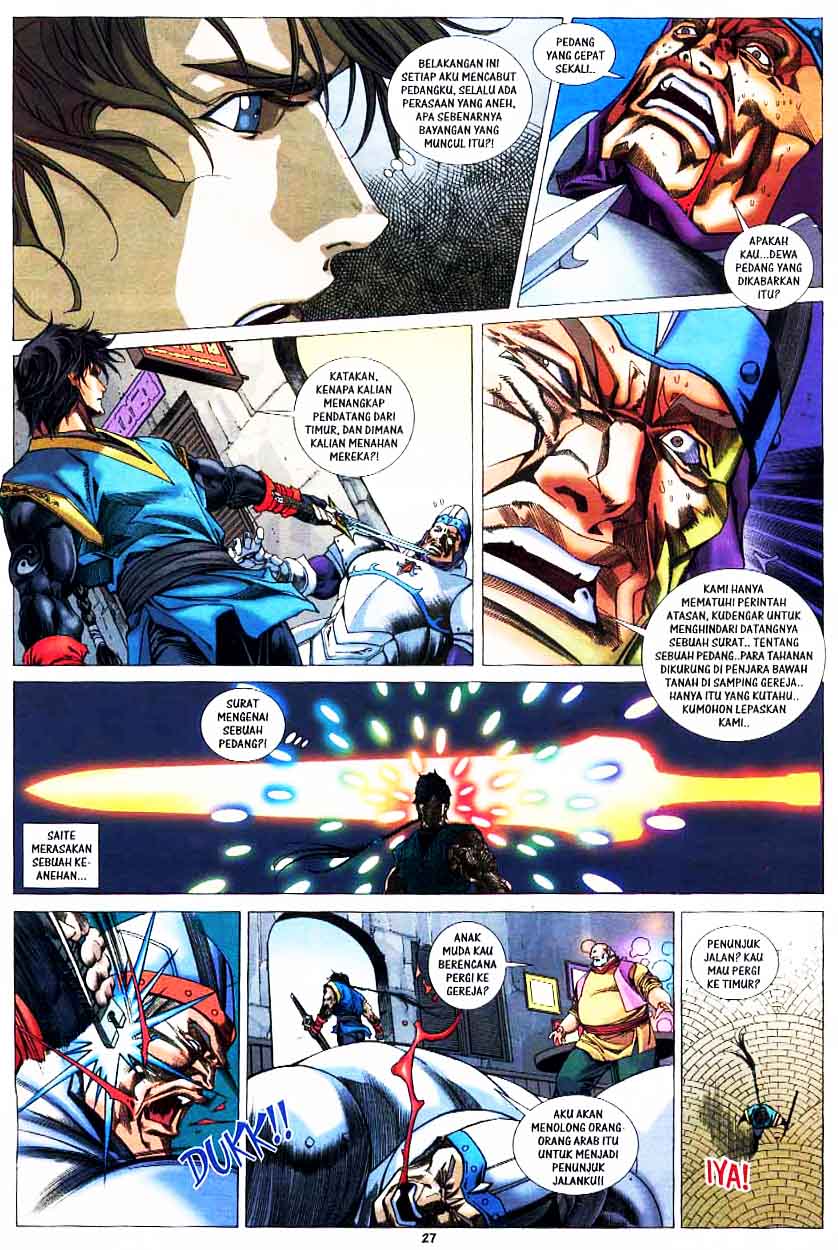 BELAKANGAN INI
SETIAP AKU MENCABUT
PEDANGKU, SELALU ADA
PERASAAN YANG ANEH,
APA SEBENARNYA
BAYANGAN YANG
MUNCUL ITU?!
PEDANG
YANG CEPAT
SEKALI..
APAKAH
KAU...DEWA
PEDANG YANG
DIKABARKAN
ITU?
KATAKAN,
KENAPA KALIAN
MENANGKAP
PENDATANG DARI
TIMUR, DAN DIMANA
KALIAN MENAHAN
MEREKA?!
KAMI HANYA
MEMATUHI PERINTAH
ATASAN, KUDENGAR UNTUK
MENGHINDARI DATANGNYA
SEBUAH SURAT.. TENTANG
SEBUAH PEDANG..PARA TAHANAN
DIKURUNG DI PENJARA BAWAH
TANAH DI SAMPING GEREJA..
HANYA ITU YANG KUTAHU..
KUMOHON LEPASKAN
KAMI..
SURAT
MENGENAI
SEBUAH
PEDANG?!
SAITE
MERASAKAN
SEBUAH KE-
ANEHAN...
DUKK!!
ANAK
MUDA KAU
BERENCANA
PERGI KE
GEREJA?
AKU AKAN
MENOLONG ORANG-
ORANG ARAB ITU
UNTUK MENJADI
PENUNJUK
JALANKU!!
PENUNJUK
JALAN? KAU
MAU PERGI
KE TIMUR?
IYA!
27